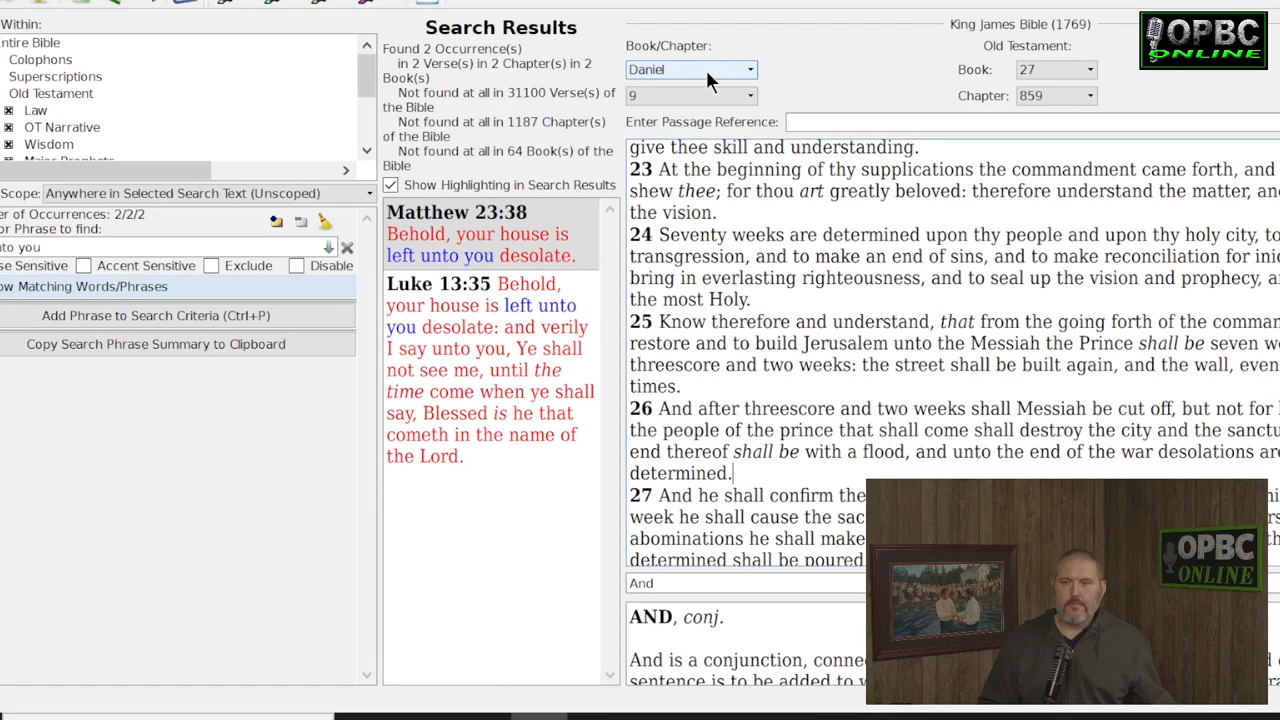 Within:
ntire Bible
Colophons
Superscriptions
Old Testament
Law
OT Narrative
Wisdom
Major Prophets
Scope: Anywhere in Selected Search Text (Unscoped)
er of Occurrences: 2/2/2
or Phrase to find:
nto you
se Sensitive Accent Sensitive Exclude Disable
ow Matching Words/Phrases
Add Phrase to Search Criteria (Ctrl+P)
Copy Search Phrase Summary to Clipboard
Search Results
Found 2 Occurrence(s)
in 2 Verse(s) in 2 Chapter(s) in 2
Book(s)
Not found at all in 31100 Verse(s) of
the Bible
Not found at all in 1187 Chapter(s)
of the Bible
Not found at all in 64 Book(s) of the
Bible
Show Highlighting in Search Results
Matthew 23:38
Behold, your house is
left unto you desolate.
Luke 13:35 Behold,
your house is left unto
you desolate: and verily
I say unto you, Ye shall
not see me, until the
time come when ye shall
say, Blessed is he that
cometh in the name of
the Lord.
Book/Chapter:
Daniel
9
King James Bible (1769)
Old Testament:
Book: 27
Chapter: 859
OPBC
ONLINE
Enter Passage Reference:
give thee skill and understanding.
23 At the beginning of thy supplications the commandment came forth, and
shew thee; for thou art greatly beloved: therefore understand the matter, and
the vision.
24 Seventy weeks are determined upon thy people and upon thy holy city, to
transgression, and to make an end of sins, and to make reconciliation for ini
bring in everlasting righteousness, and to seal up the vision and prophecy, a
the most Holy.
25 Know therefore and understand, that from the going forth of the comman
restore and to build Jerusalem unto the Messiah the Prince shall be seven we
threescore and two weeks: the street shall be built again, and the wall, even
times.
26 And after threescore and two weeks shall Messiah be cut off, but not for
the people of the prince that shall come shall destroy the city and the sanctu
end thereof shall be with a flood, and unto the end of the war desolations are
determined.
27 And he shall confirm the
week he shall cause the sac
abominations he shall make
determined shall be poured
And
AND, conj.
And is a conjunction, conne
sentence is to be added to
OPBC
ONLINE